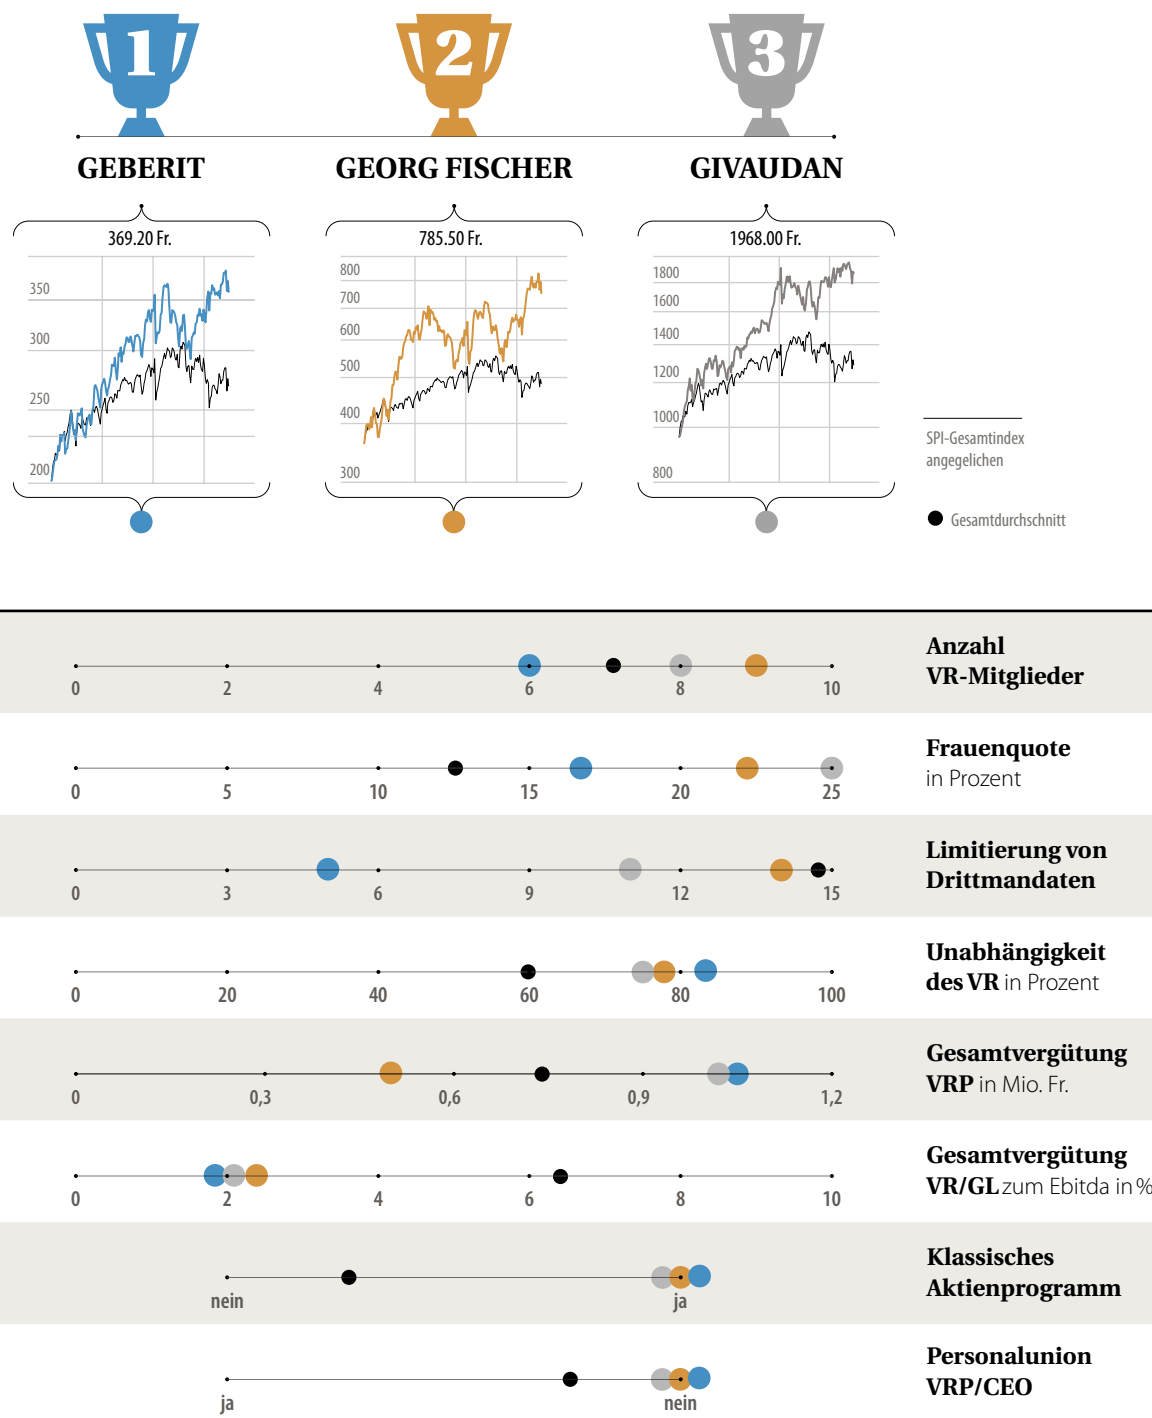 1
2
3
GEBERIT
GEORG FISCHER
GIVAUDAN
369.20 Fr.
350
300
250
200
785.50 Fr.
800
700
600
500
400
300
1968.00 Fr.
1800
1600
1400
1200
1000
800
SPI-Gesamtindex
angeglichen
Gesamtdurchschnitt
0 2 4 6 8 10
Anzahl
VR-Mitglieder
0 5 10 15 20 25
Frauenquote
in Prozent
0 3 6 9 12 15
Limitierung von
Drittmandaten
0 20 40 60 80 100
Unabhängigkeit
des VR in Prozent
0 0,3 0,6 0,9 1,2
Gesamtvergütung
VRP in Mio. Fr.
0 2 4 6 8 10
Gesamtvergütung
VR/GL zum Ebitda in %
nein ja
Klassisches
Aktienprogramm
ja nein
Personalunion
VRP/CEO